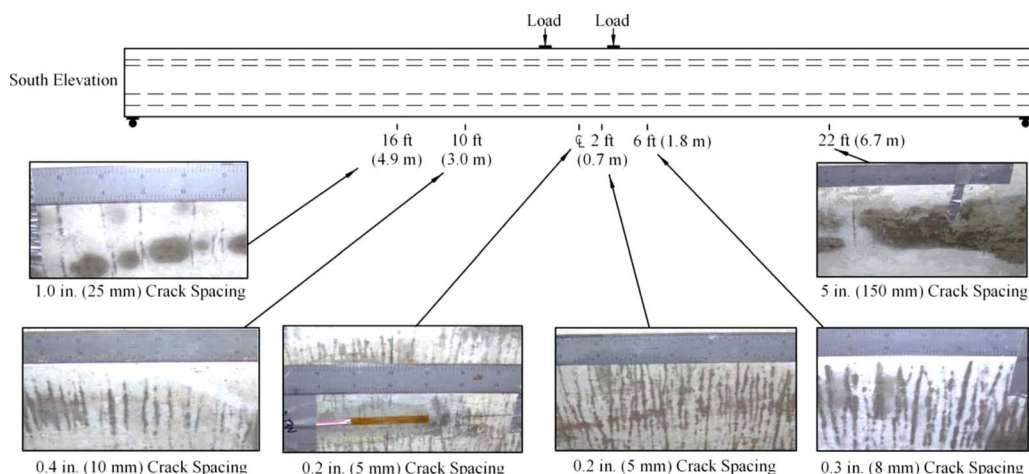 Load Load
South Elevation
16 ft
(4.9 m)
10 ft
(3.0 m)
℄
2 ft
(0.7 m)
6 ft (1.8 m)
22 ft (6.7 m)
1.0 in. (25 mm) Crack Spacing
5 in. (150 mm) Crack Spacing
0.4 in. (10 mm) Crack Spacing
0.2 in. (5 mm) Crack Spacing
0.2 in. (5 mm) Crack Spacing
0.3 in. (8 mm) Crack Spacing